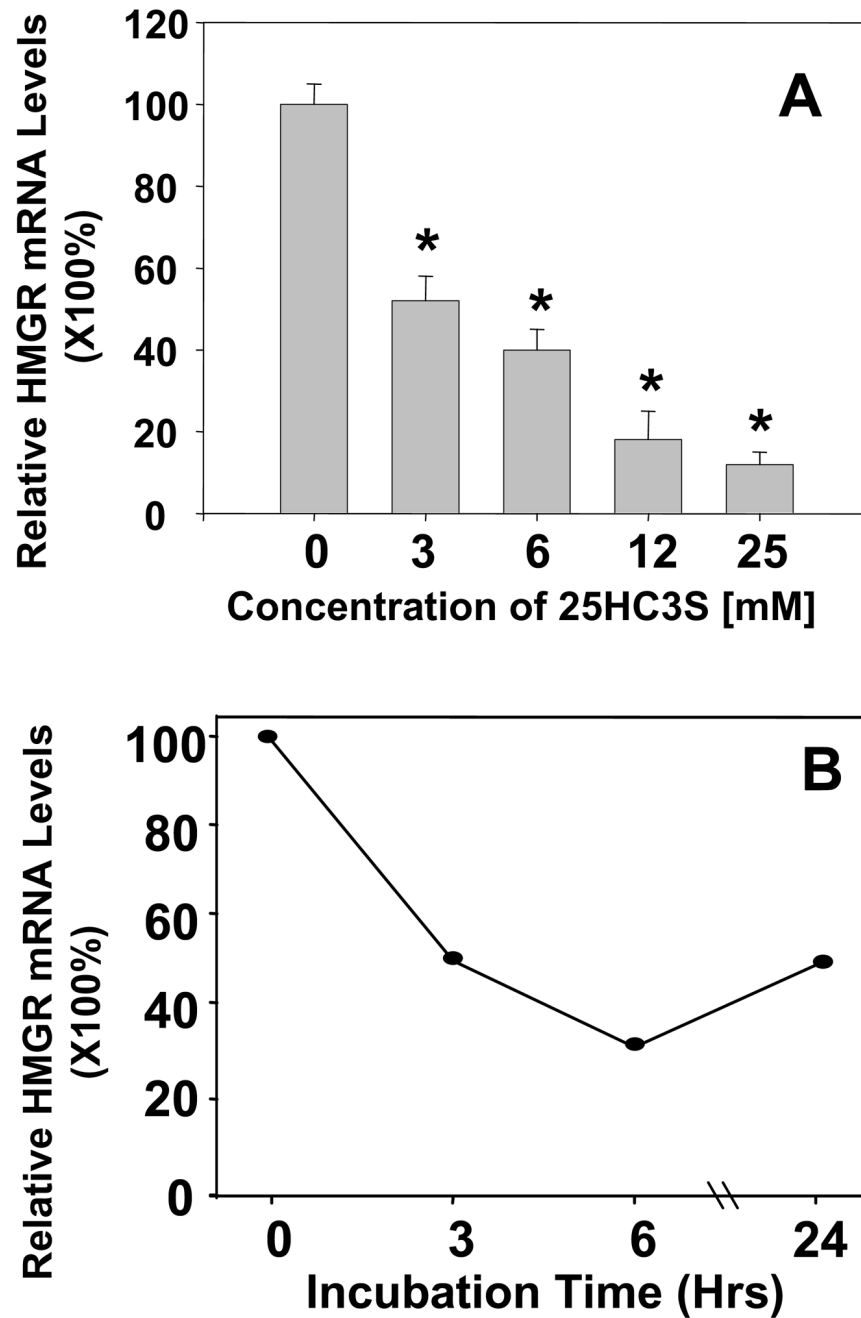 Relative HMGR mRNA Levels
(X100%)
120
100
80
60
40
20
0
A
*
*
*
*
0 3 6 12 25
Concentration of 25HC3S [mM]
Relative HMGR mRNA Levels
(X100%)
100
80
60
40
20
0
B
0 3 6 24
Incubation Time (Hrs)